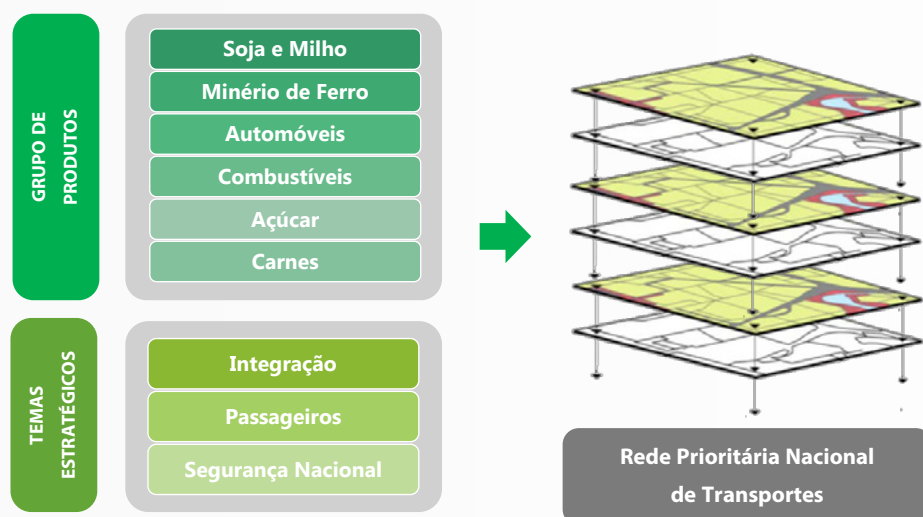 GRUPO DE
PRODUTOS
Soja e Milho
Minério de Ferro
Automóveis
Combustíveis
Açúcar
Carnes
TEMAS
ESTRATÉGICOS
Integração
Passageiros
Segurança Nacional
Rede Prioritária Nacional
de Transportes